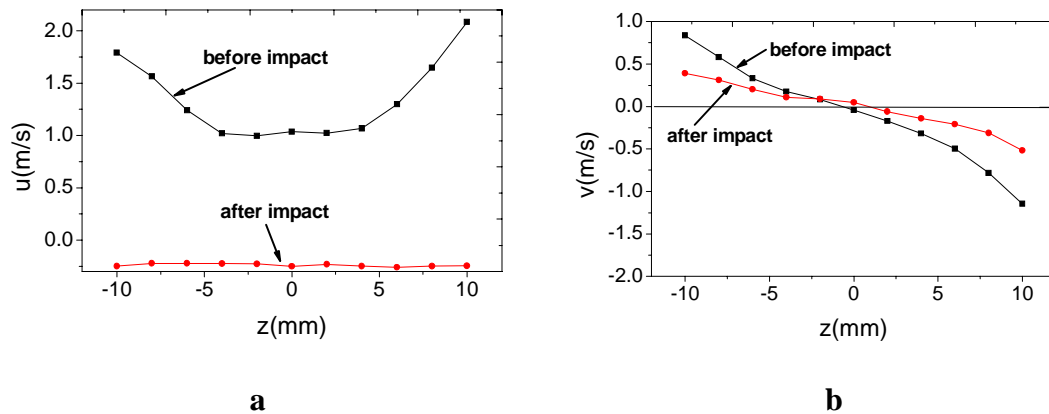 2.0
1.5
1.0
0.5
0.0
u(m/s)
before impact
after impact
-10 -5 0 5 10
z(mm)
a
1.0
0.5
0.0
-0.5
-1.0
-1.5
-2.0
v(m/s)
before impact
after impact
-10 -5 0 5 10
z(mm)
b